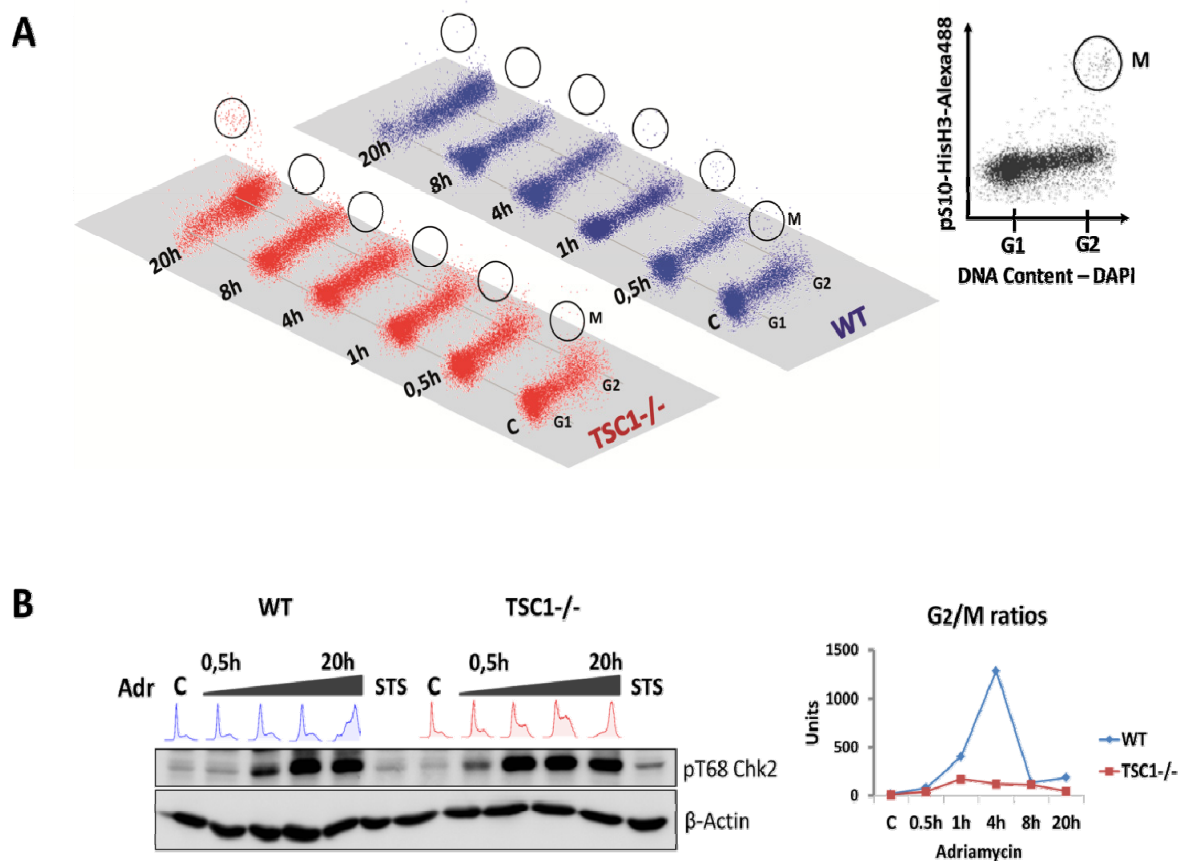 A
20h
8h
4h
1h
0,5h
C
G1
G2
M
WT
20h
8h
4h
1h
0,5h
C
G1
G2
M
TSC1-/-
pS10-HisH3-Alexa488
M
G1 G2
DNA Content – DAPI
B
WT TSC1-/-
0,5h 20h 0,5h 20h
Adr C STS C STS
pT68 Chk2
β-Actin
G2/M ratios
Units
1500
1000
500
0
C 0.5h 1h 4h 8h 20h
Adriamycin
WT
TSC1-/-